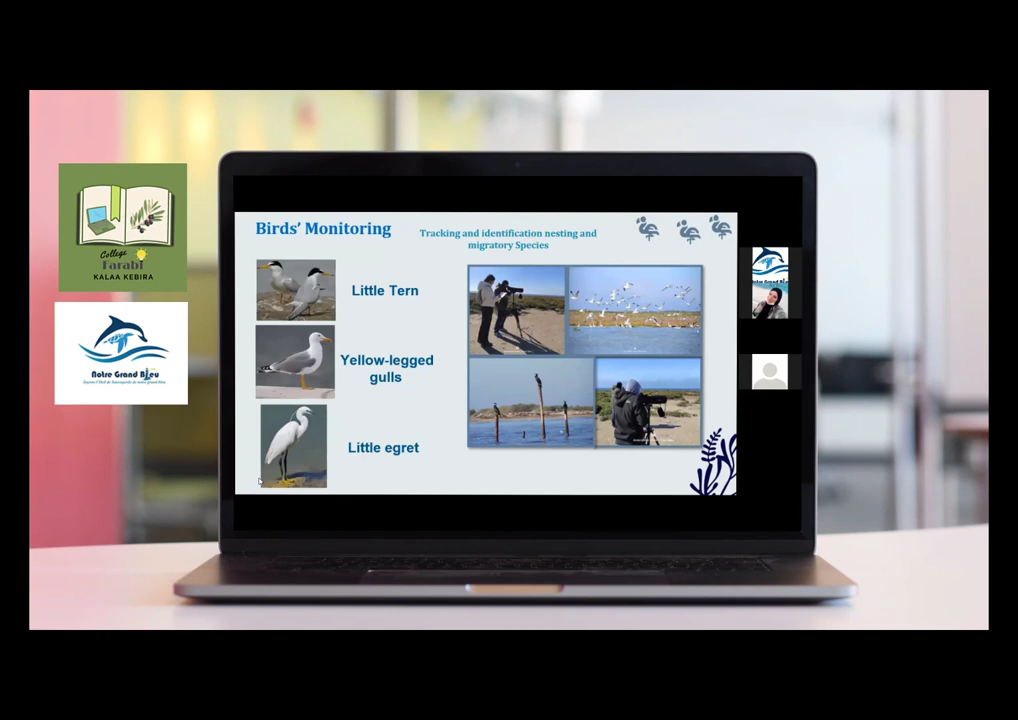 College
Farabi
KALAA KEBIRA
Notre Grand Bleu
Birds' Monitoring
Tracking and identification nesting and
migratory Species
Little Tern
Yellow-legged
gulls
Little egret